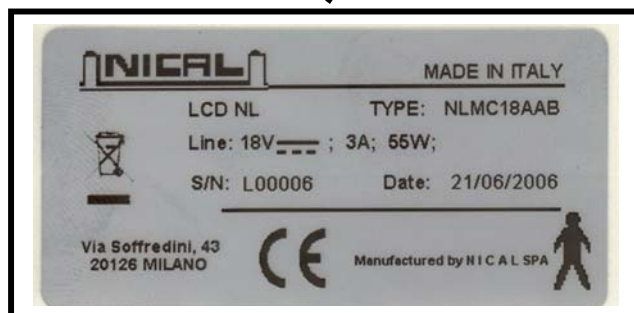 NICAL
MADE IN ITALY
LCD NL TYPE: NLMC18AAB
Line: 18V ; 3A; 55W;
S/N: L00006 Date: 21/06/2006
Via Soffredini, 43
20126 MILANO
CE
Manufactured by N I C A L SPA